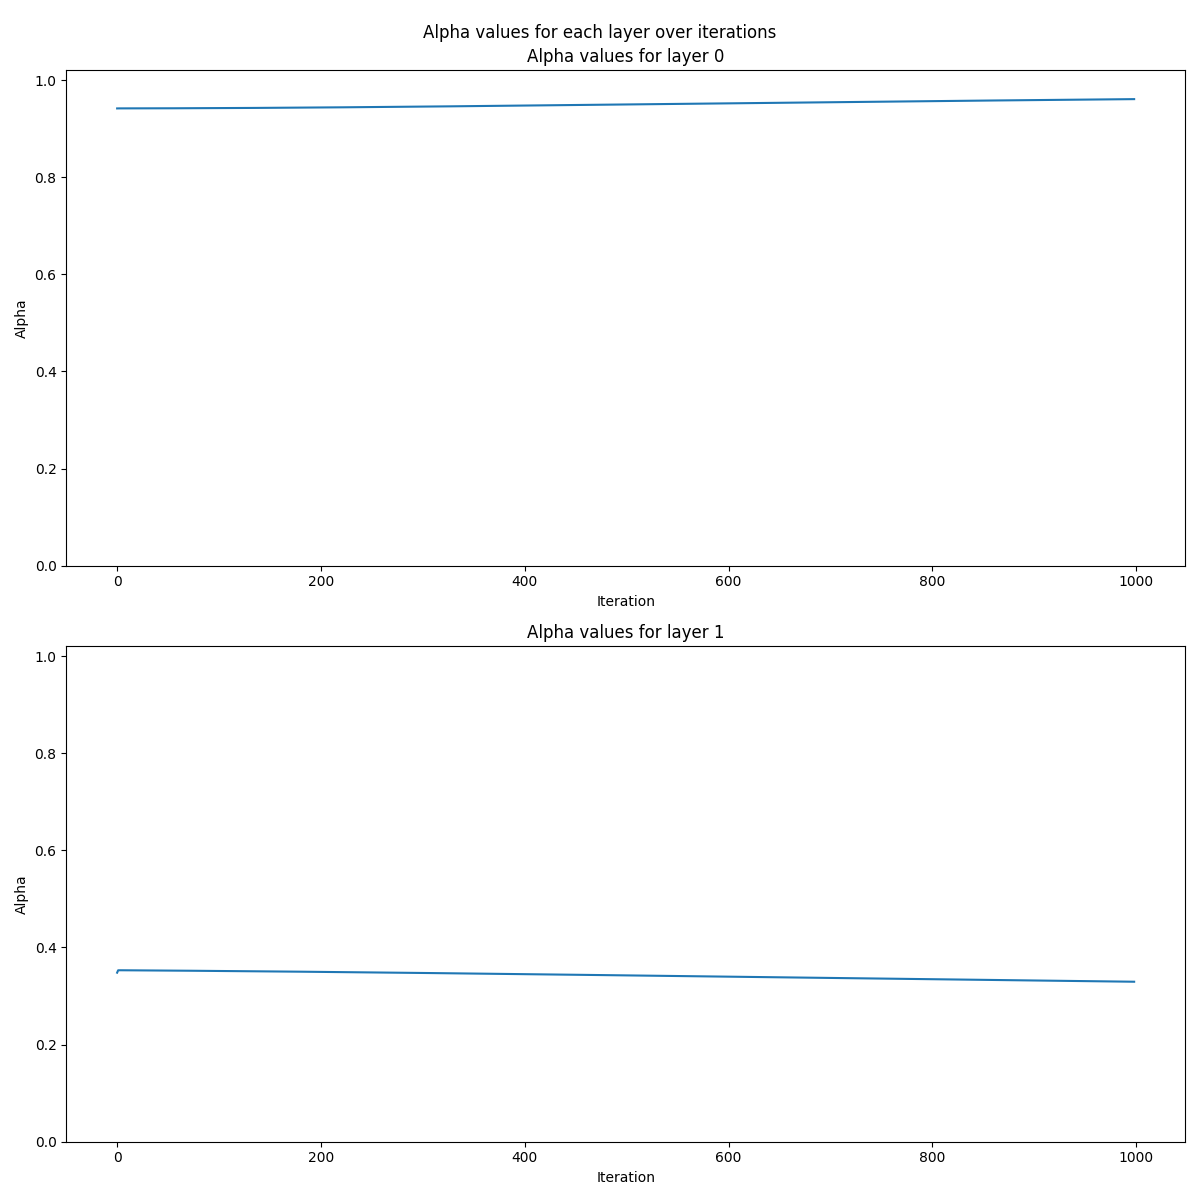 Alpha values for each layer over iterations
Alpha values for layer 0
1.0
0.8
0.6
0.4
0.2
0.0
Alpha
0 200 400 600 800 1000
Iteration
Alpha values for layer 1
1.0
0.8
0.6
0.4
0.2
0.0
Alpha
0 200 400 600 800 1000
Iteration